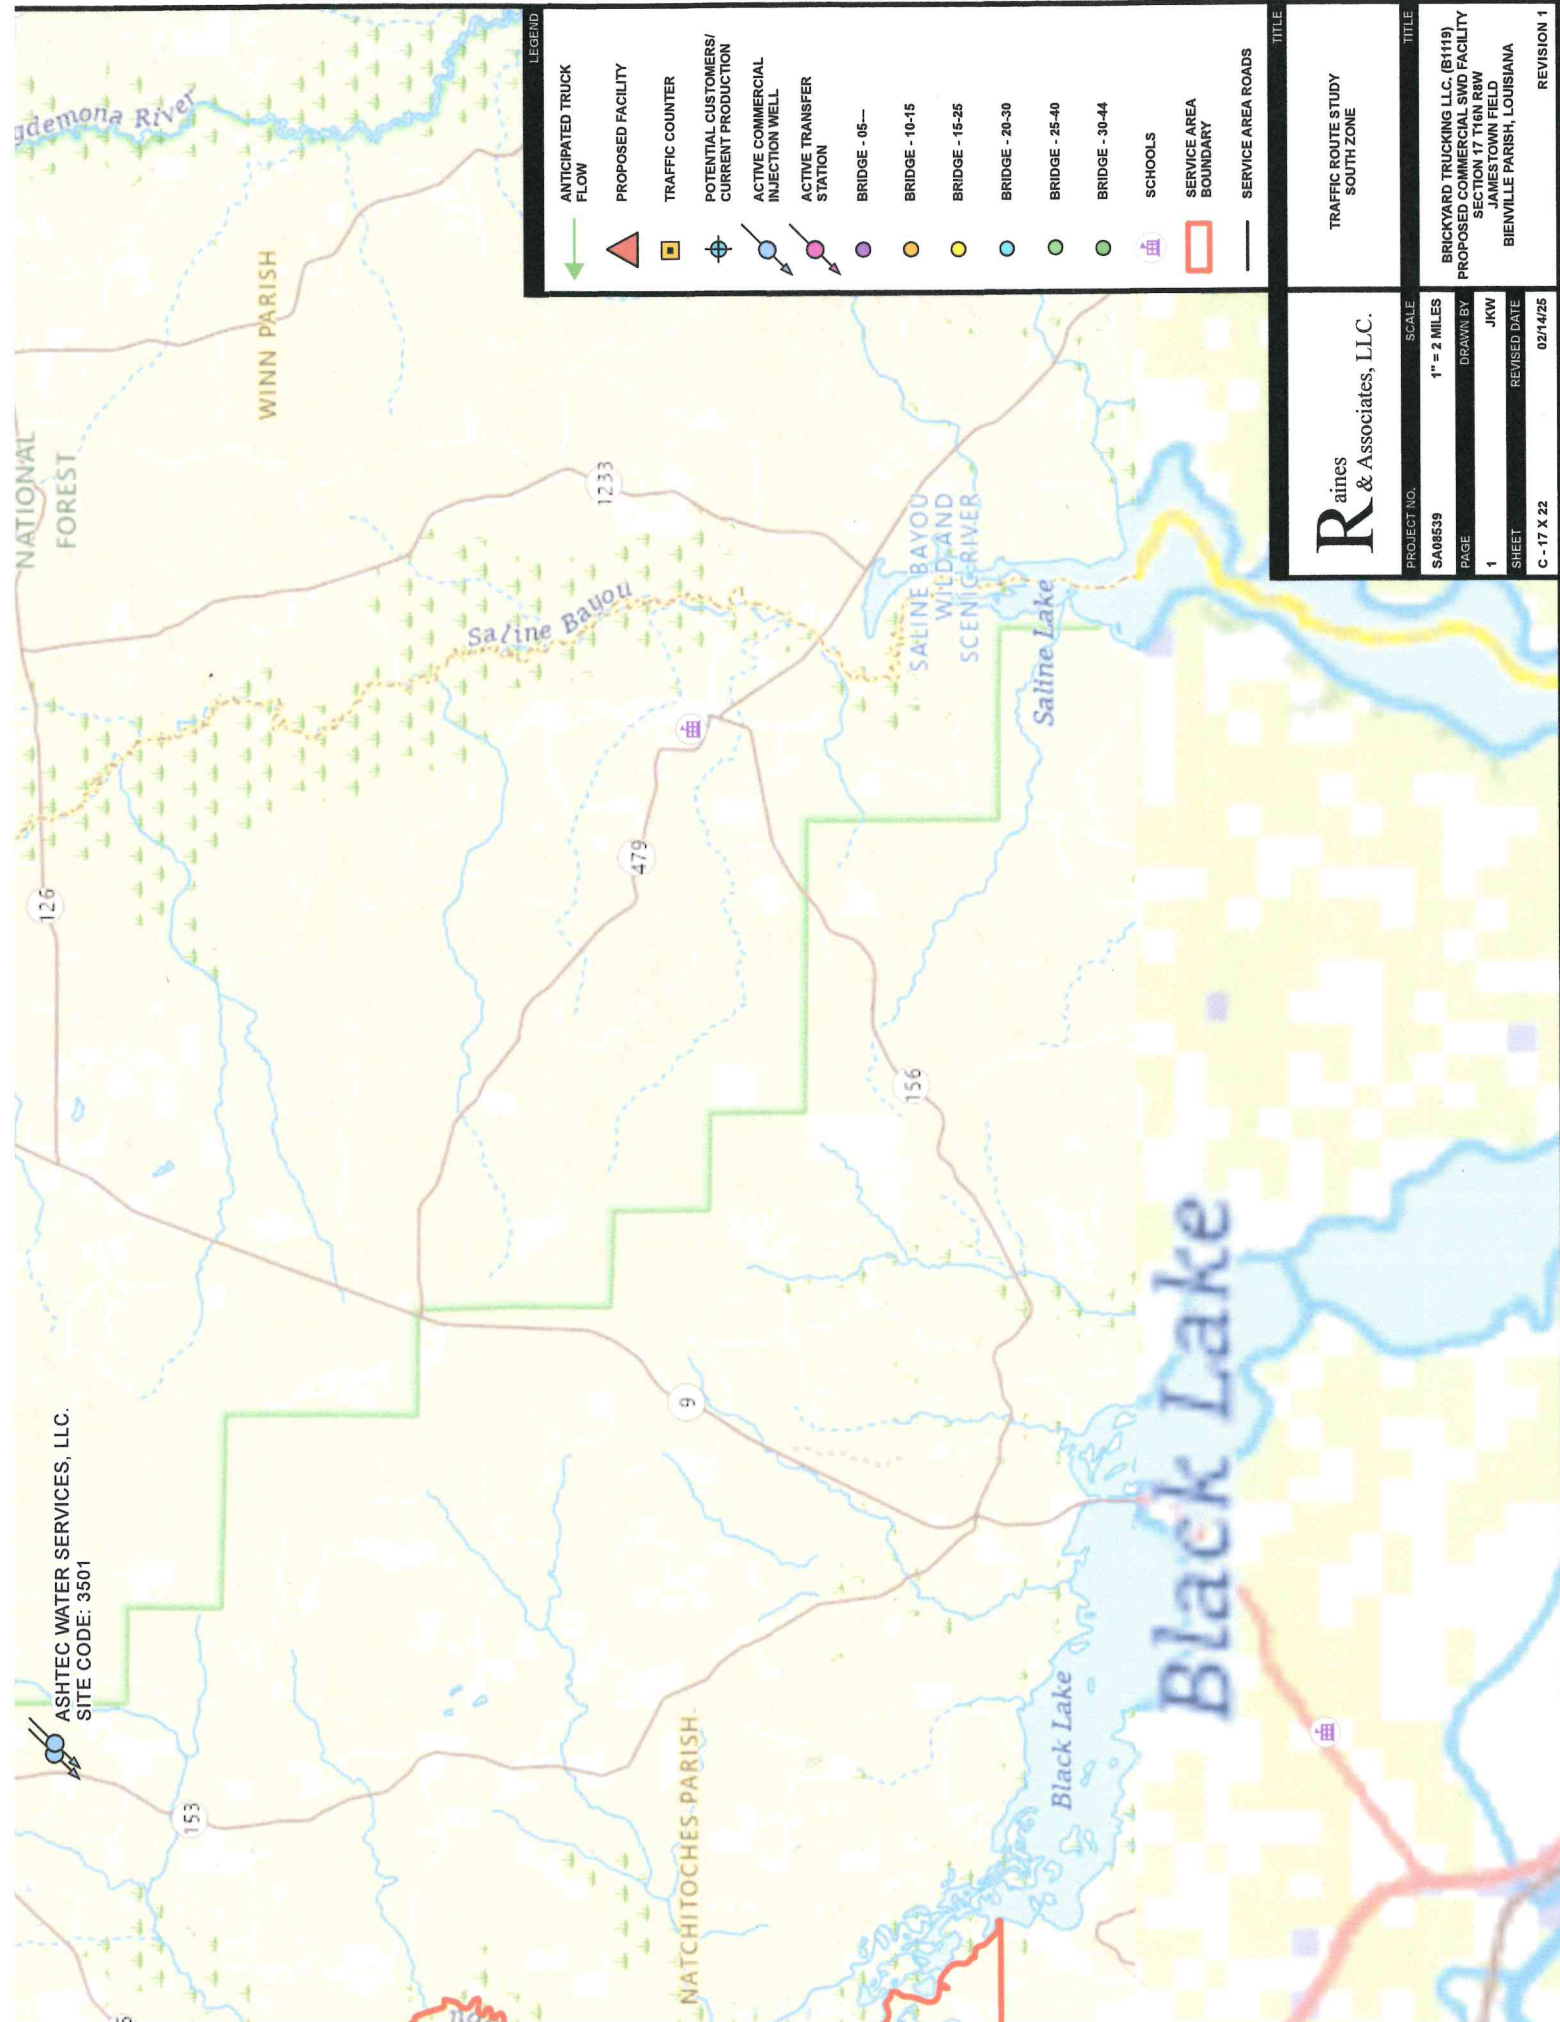 ASHTEC WATER SERVICES, LLC.
SITE CODE: 3501
153
126
NATIONAL
FOREST
WINN PARISH
1233
Saline Bayou
479
9
156
NATCHITOCHES PARISH
SALINE BAYOU
WILD AND
SCENIC RIVER
Saline Lake
Black Lake
Black Lake
River
LEGEND
ANTICIPATED TRUCK
FLOW
PROPOSED FACILITY
TRAFFIC COUNTER
POTENTIAL CUSTOMERS/
CURRENT PRODUCTION
ACTIVE COMMERCIAL
INJECTION WELL
ACTIVE TRANSFER
STATION
BRIDGE - 05---
BRIDGE - 10-15
BRIDGE - 15-25
BRIDGE - 20-30
BRIDGE - 25-40
BRIDGE - 30-44
SCHOOLS
SERVICE AREA
BOUNDARY
SERVICE AREA ROADS
TITLE
Raines
& Associates, LLC.
TRAFFIC ROUTE STUDY
SOUTH ZONE
PROJECT NO.
SCALE
TITLE
SA08539
1" = 2 MILES
PAGE
DRAWN BY
1
JKW
SHEET
REVISED DATE
C - 17 X 22
02/14/25
BRICKYARD TRUCKING LLC. (B1119)
PROPOSED COMMERCIAL SWD FACILITY
SECTION 17 T16N R8W
JAMESTOWN FIELD
BIENVILLE PARISH, LOUISIANA
REVISION 1